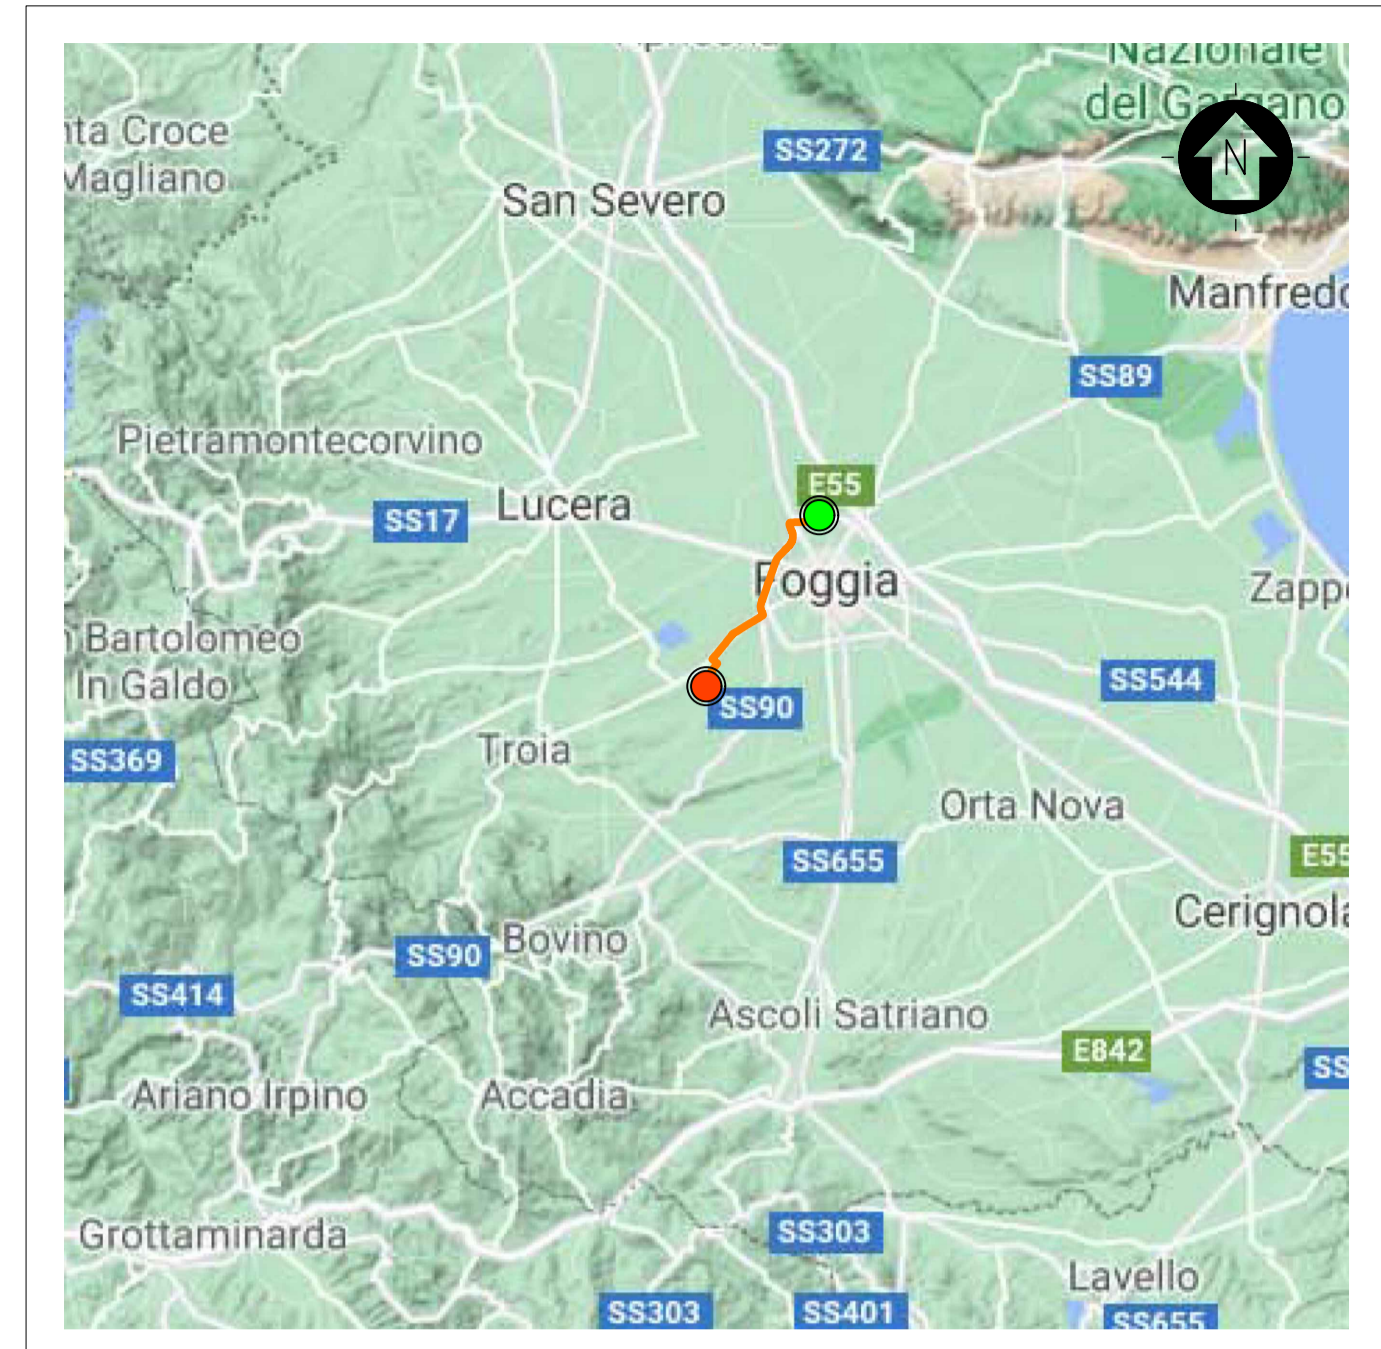 Nazionale
del Gargano
N
nta Croce
Magliano
SS272
San Severo
Manfredo
SS89
Pietramontecorvino
E55
Lucera
SS17
Foggia
Zapp
Bartolomeo
In Galdo
SS544
SS90
Troia
SS369
Orta Nova
SS655
E55
Cerignola
Bovino
SS90
SS414
Ascoli Satriano
E842
SS
Ariano Irpino
Accadia
Grottaminarda
SS303
Lavello
SS303
SS401
SS655